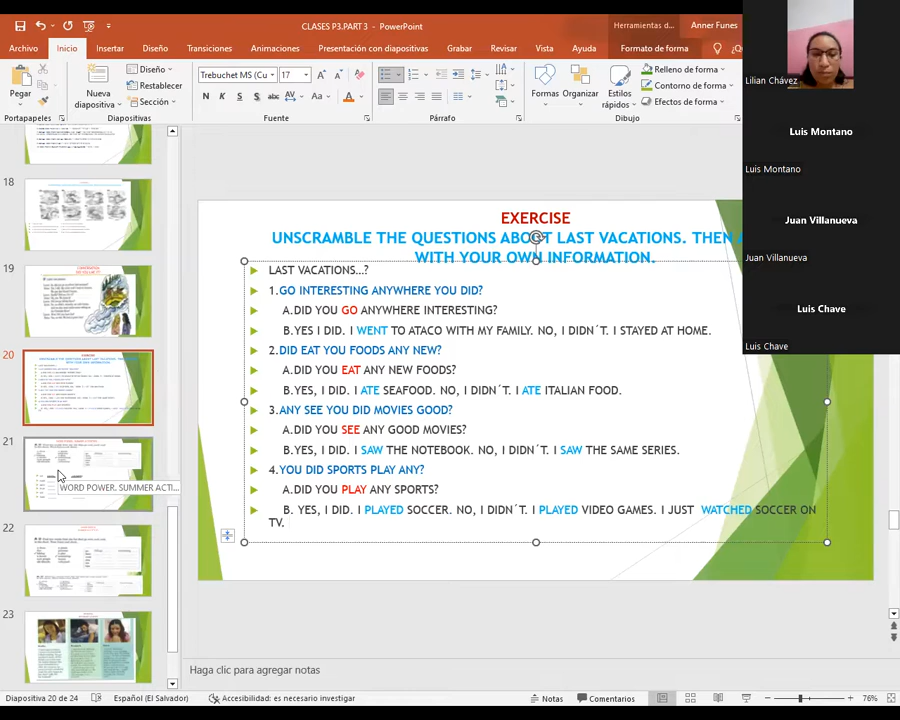 CLASES P3.PART 3 - PowerPoint
Herramientas d...
Anner Funes
Archivo Inicio Insertar Diseño Transiciones Animaciones Presentación con diapositivas Grabar Revisar Vista Ayuda Formato de forma
Pegar
Portapapeles
Nueva
diapositiva
Diseño
Restablecer
Sección
Diapositivas
Trebuchet MS (Cu 17
N K S S abc AV Aa A
Fuente
Párrafo
Formas
Organizar
Estilos
rápidos
Relleno de forma
Contorno de forma
Efectos de forma
Dibujo
Lilian Chávez
Luis Montano
Luis Montano
Juan Villanueva
Juan Villanueva
Luis Chave
Luis Chave
18
19
20
21
WORD POWER. SUMMER ACTI...
22
23
EXERCISE
UNSCRAMBLE THE QUESTIONS ABOUT LAST VACATIONS. THEN
WITH YOUR OWN INFORMATION.
LAST VACATIONS...?
1.GO INTERESTING ANYWHERE YOU DID?
A.DID YOU GO ANYWHERE INTERESTING?
B.YES I DID. I WENT TO ATACO WITH MY FAMILY. NO, I DIDN´T. I STAYED AT HOME.
2.DID EAT YOU FOODS ANY NEW?
A.DID YOU EAT ANY NEW FOODS?
B.YES, I DID. I ATE SEAFOOD. NO, I DIDN´T. I ATE ITALIAN FOOD.
3.ANY SEE YOU DID MOVIES GOOD?
A.DID YOU SEE ANY GOOD MOVIES?
B.YES, I DID. I SAW THE NOTEBOOK. NO, I DIDN´T. I SAW THE SAME SERIES.
4.YOU DID SPORTS PLAY ANY?
A.DID YOU PLAY ANY SPORTS?
B. YES, I DID. I PLAYED SOCCER. NO, I DIDN´T. I PLAYED VIDEO GAMES. I JUST WATCHED SOCCER ON
TV.
Haga clic para agregar notas
Diapositiva 20 de 24 Español (El Salvador) Accesibilidad: es necesario investigar Notas Comentarios 76%